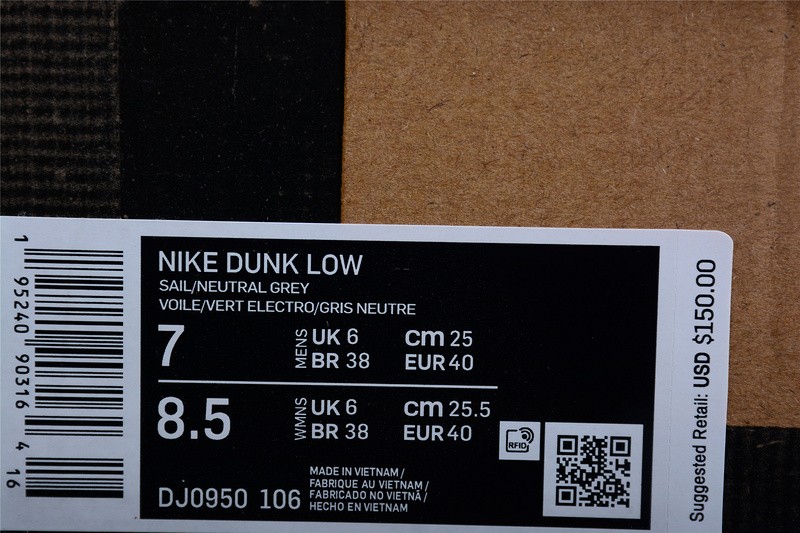 NIKE DUNK LOW
SAIL/NEUTRAL GREY
VOILE/VERT ELECTRO/GRIS NEUTRE
7 MENS UK 6 cm 25
BR 38 EUR 40
8.5 WMNS UK 6 cm 25.5
BR 38 EUR 40
RFID
MADE IN VIETNAM /
FABRIQUE AU VIETNAM /
FABRICADO NO VIETNÃ /
HECHO EN VIETNAM
DJ0950 106
1 95240 90316 4 16
Suggested Retail: USD $150.00